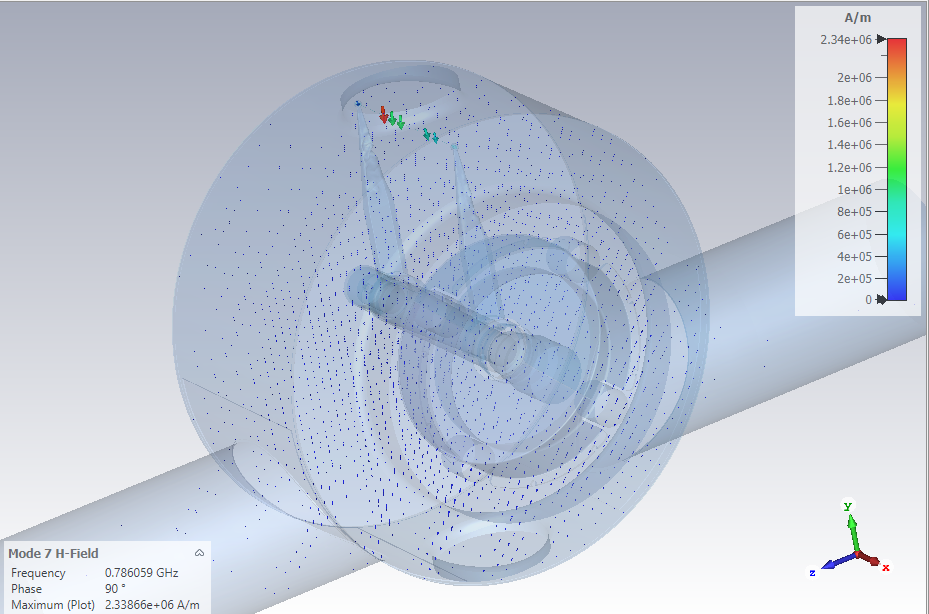 A/m
2.34e+06
2e+06
1.8e+06
1.6e+06
1.4e+06
1.2e+06
1e+06
8e+05
6e+05
4e+05
2e+05
0
y
z
x
Mode 7 H-Field
Frequency 0.786059 GHz
Phase 90 °
Maximum (Plot) 2.33866e+06 A/m